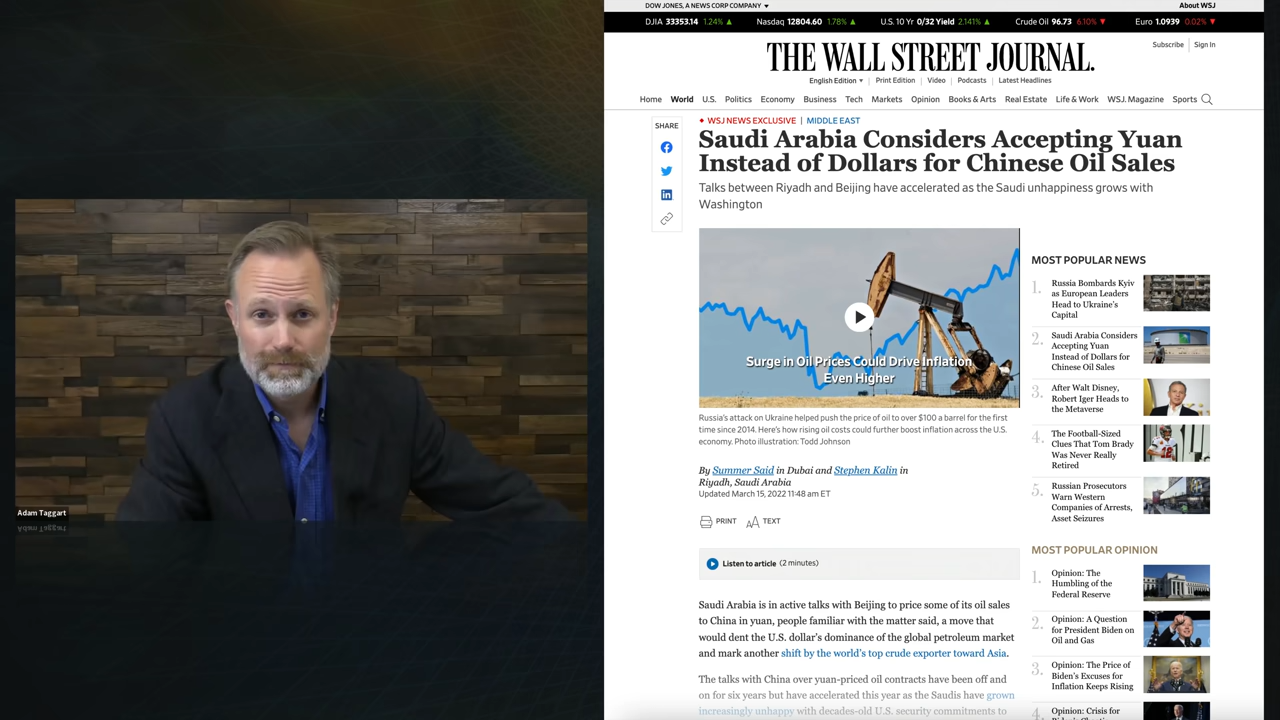 DOW JONES, A NEWS CORP COMPANY
About WSJ
DJIA 33353.14 1.24%
Nasdaq 12804.60 1.78%
U.S. 10 Yr 0/32 Yield 2.141%
Crude Oil 96.73 6.10%
Euro 1.0939 0.02%
THE WALL STREET JOURNAL.
Subscribe
Sign In
English Edition
Print Edition
Video
Podcasts
Latest Headlines
Home World U.S. Politics Economy Business Tech Markets Opinion Books & Arts Real Estate Life & Work WSJ. Magazine Sports
SHARE
WSJ NEWS EXCLUSIVE | MIDDLE EAST
Saudi Arabia Considers Accepting Yuan
Instead of Dollars for Chinese Oil Sales
Talks between Riyadh and Beijing have accelerated as the Saudi unhappiness grows with
Washington
Surge in Oil Prices Could Drive Inflation
Even Higher
Russia's attack on Ukraine helped push the price of oil to over $100 a barrel for the first
time since 2014. Here's how rising oil costs could further boost inflation across the U.S.
economy. Photo illustration: Todd Johnson
By Summer Said in Dubai and Stephen Kalin in
Riyadh, Saudi Arabia
Updated March 15, 2022 11:48 am ET
PRINT
TEXT
Listen to article (2 minutes)
Saudi Arabia is in active talks with Beijing to price some of its oil sales
to China in yuan, people familiar with the matter said, a move that
would dent the U.S. dollar's dominance of the global petroleum market
and mark another shift by the world's top crude exporter toward Asia.
The talks with China over yuan-priced oil contracts have been off and
on for six years but have accelerated this year as the Saudis have grown
increasingly unhappy with decades-old U.S. security commitments to
MOST POPULAR NEWS
1.
Russia Bombards Kyiv
as European Leaders
Head to Ukraine's
Capital
2.
Saudi Arabia Considers
Accepting Yuan
Instead of Dollars for
Chinese Oil Sales
3.
After Walt Disney,
Robert Iger Heads to
the Metaverse
4.
The Football-Sized
Clues That Tom Brady
Was Never Really
Retired
5.
Russian Prosecutors
Warn Western
Companies of Arrests,
Asset Seizures
MOST POPULAR OPINION
1.
Opinion: The
Humbling of the
Federal Reserve
2.
Opinion: A Question
for President Biden on
Oil and Gas
3.
Opinion: The Price of
Biden's Excuses for
Inflation Keeps Rising
4.
Opinion: Crisis for
Adam Taggart